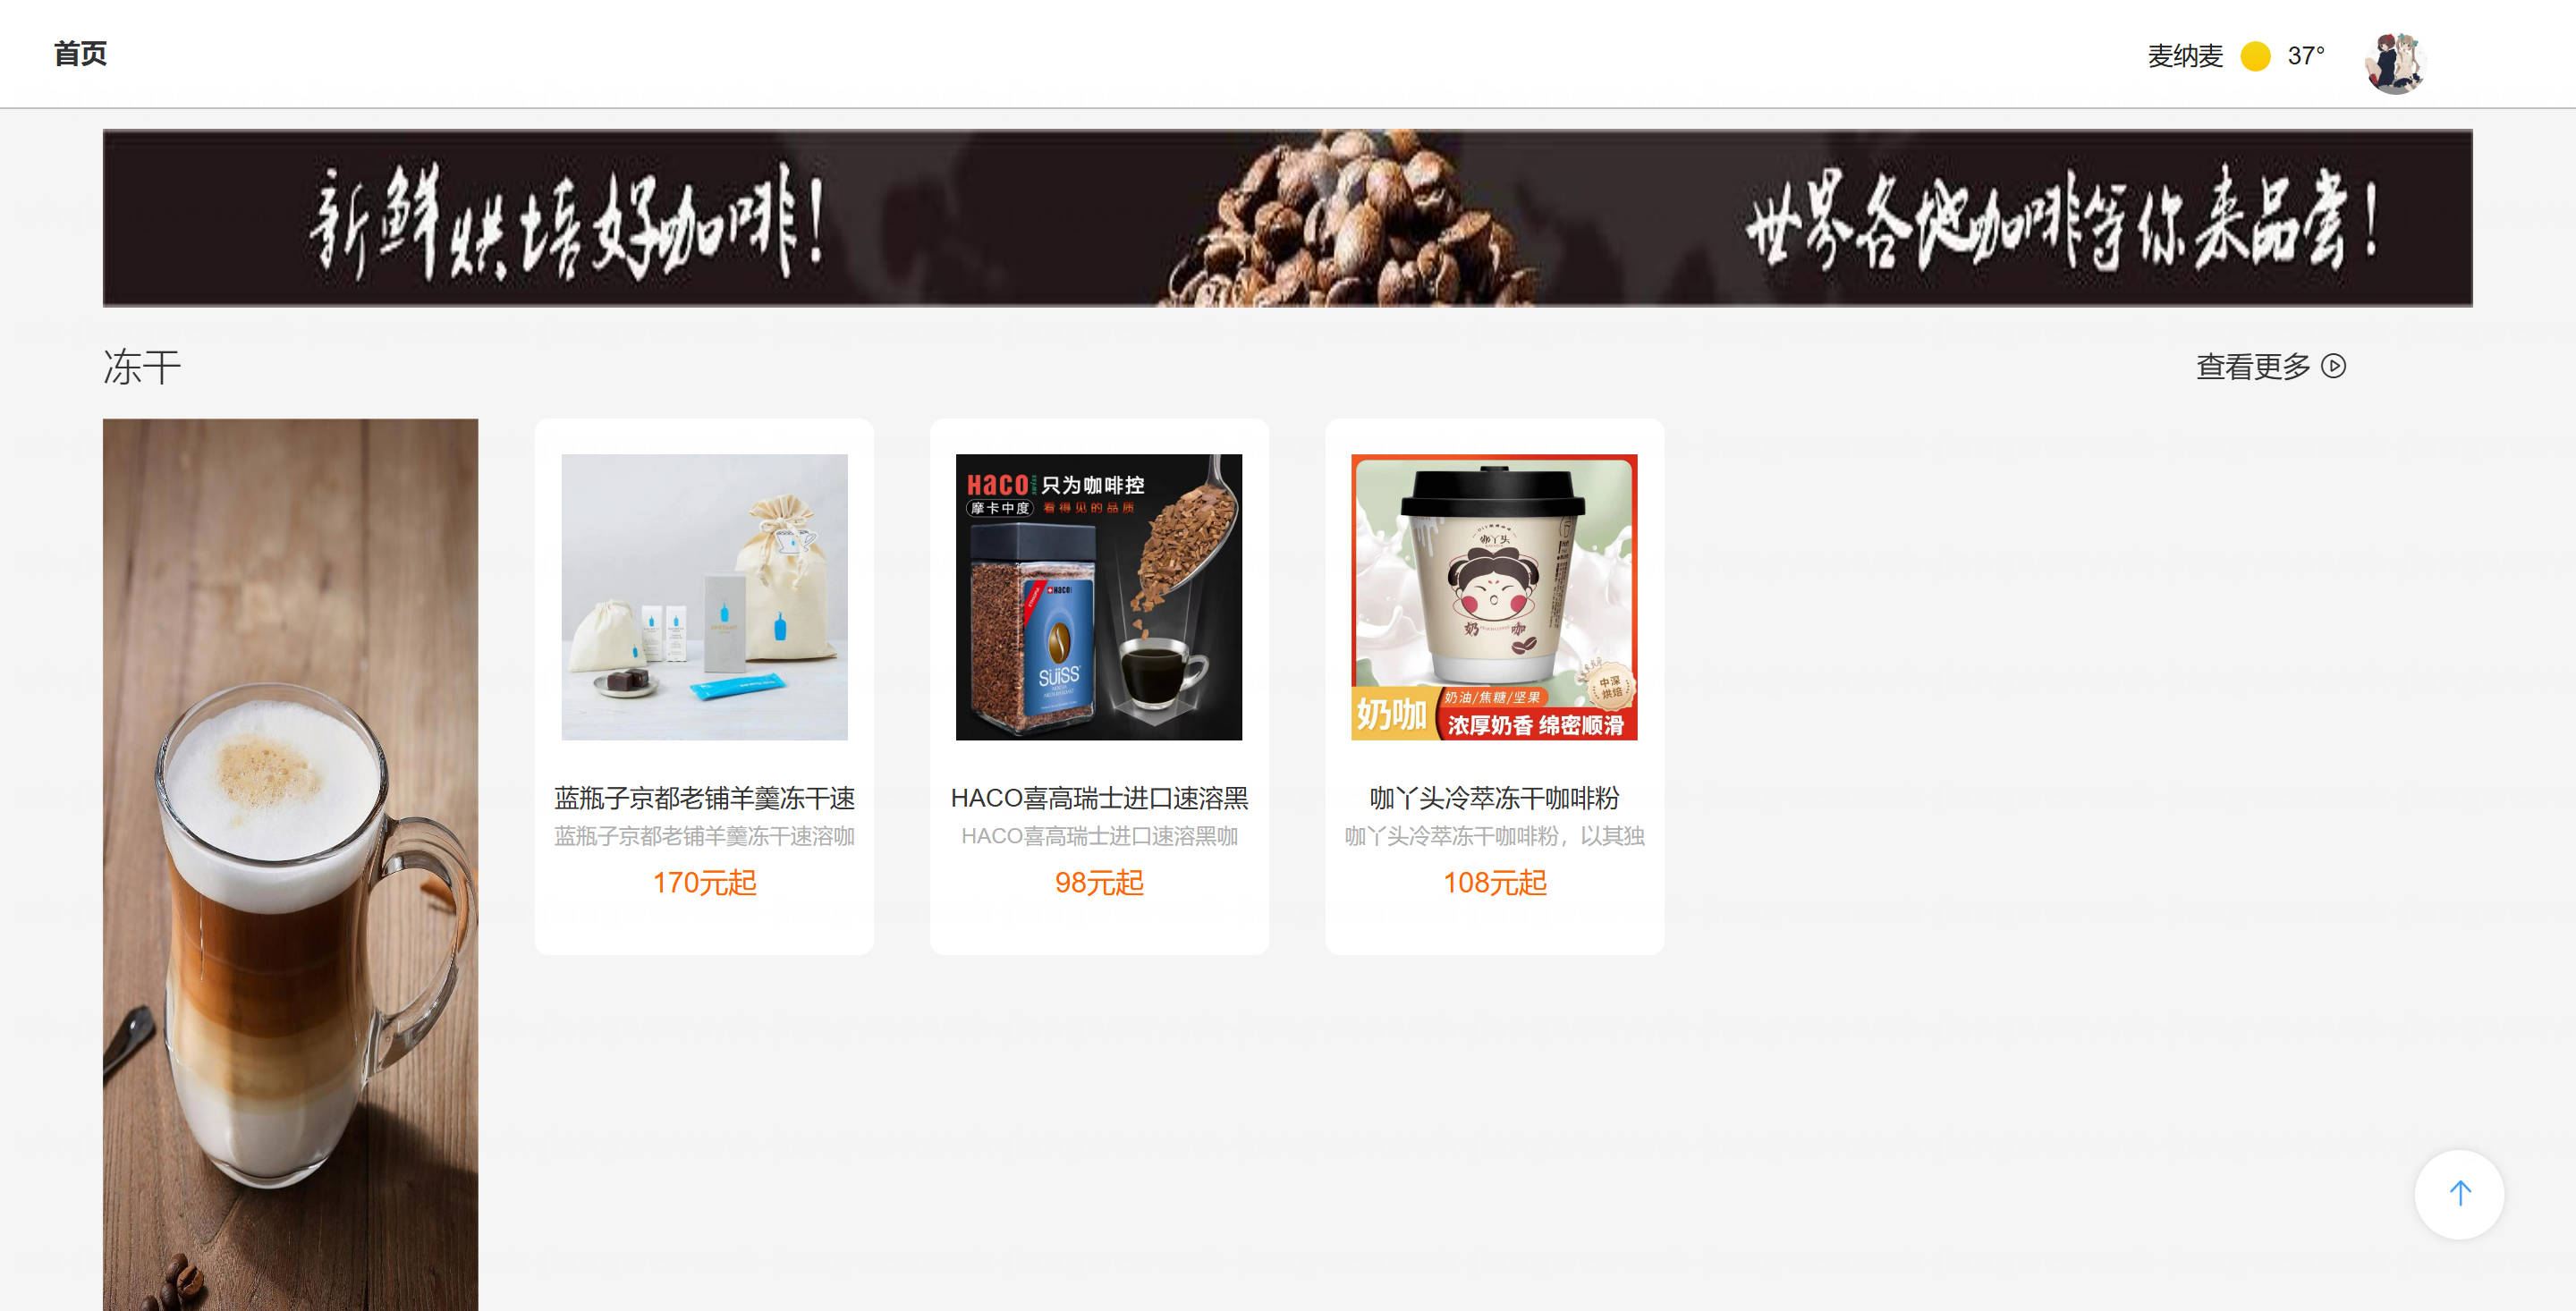 首页
麦纳麦 37°
新鲜烘培好咖啡!
世界各地咖啡等你来品尝!
冻干
查看更多
HACO 只为咖啡控
摩卡中度 看得见的品质
HACO
SÜiSS
咖丫头
奶 咖
中深
烘焙
奶咖
奶油/焦糖/坚果
浓厚奶香 绵密顺滑
蓝瓶子京都老铺羊羹冻干速
蓝瓶子京都老铺羊羹冻干速溶咖
170元起
HACO喜高瑞士进口速溶黑
HACO喜高瑞士进口速溶黑咖
98元起
咖丫头冷萃冻干咖啡粉
咖丫头冷萃冻干咖啡粉，以其独
108元起